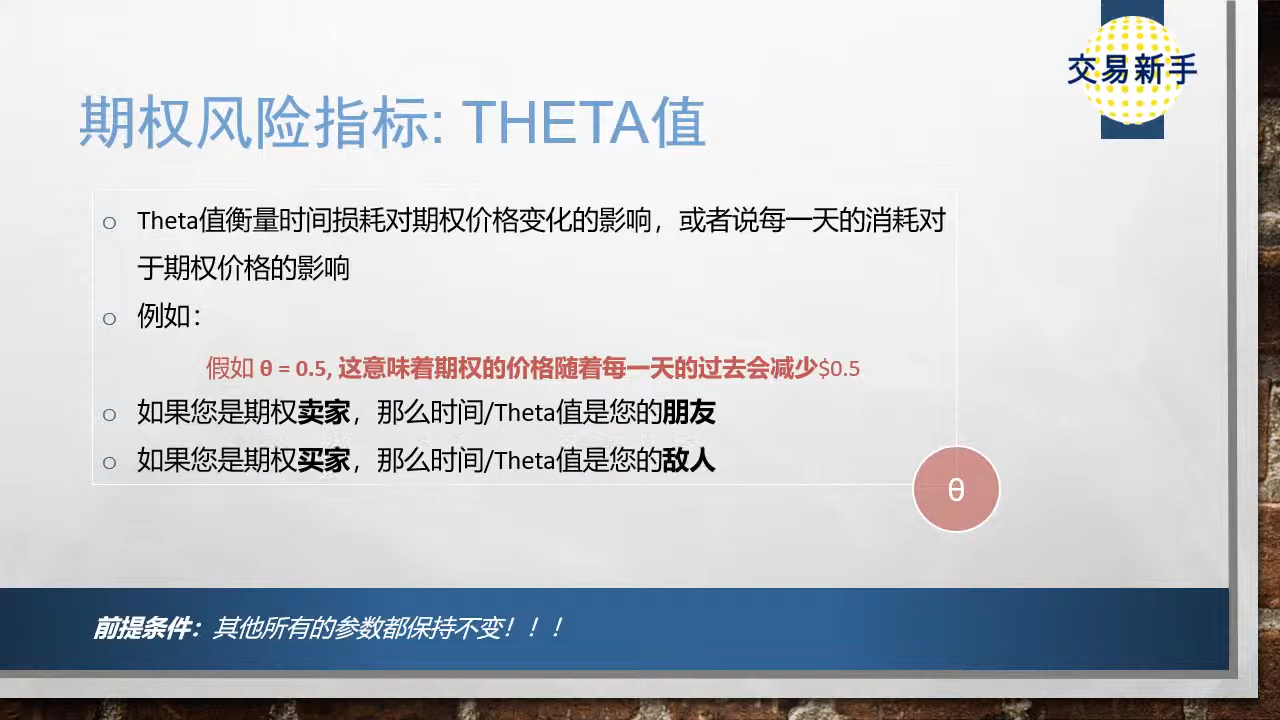 交易新手
期权风险指标: THETA值
Theta值衡量时间损耗对期权价格变化的影响，或者说每一天的消耗对
于期权价格的影响
例如：
假如 θ = 0.5, 这意味着期权的价格随着每一天的过去会减少$0.5
如果您是期权卖家，那么时间/Theta值是您的朋友
如果您是期权买家，那么时间/Theta值是您的敌人
θ
前提条件：其他所有的参数都保持不变！！！